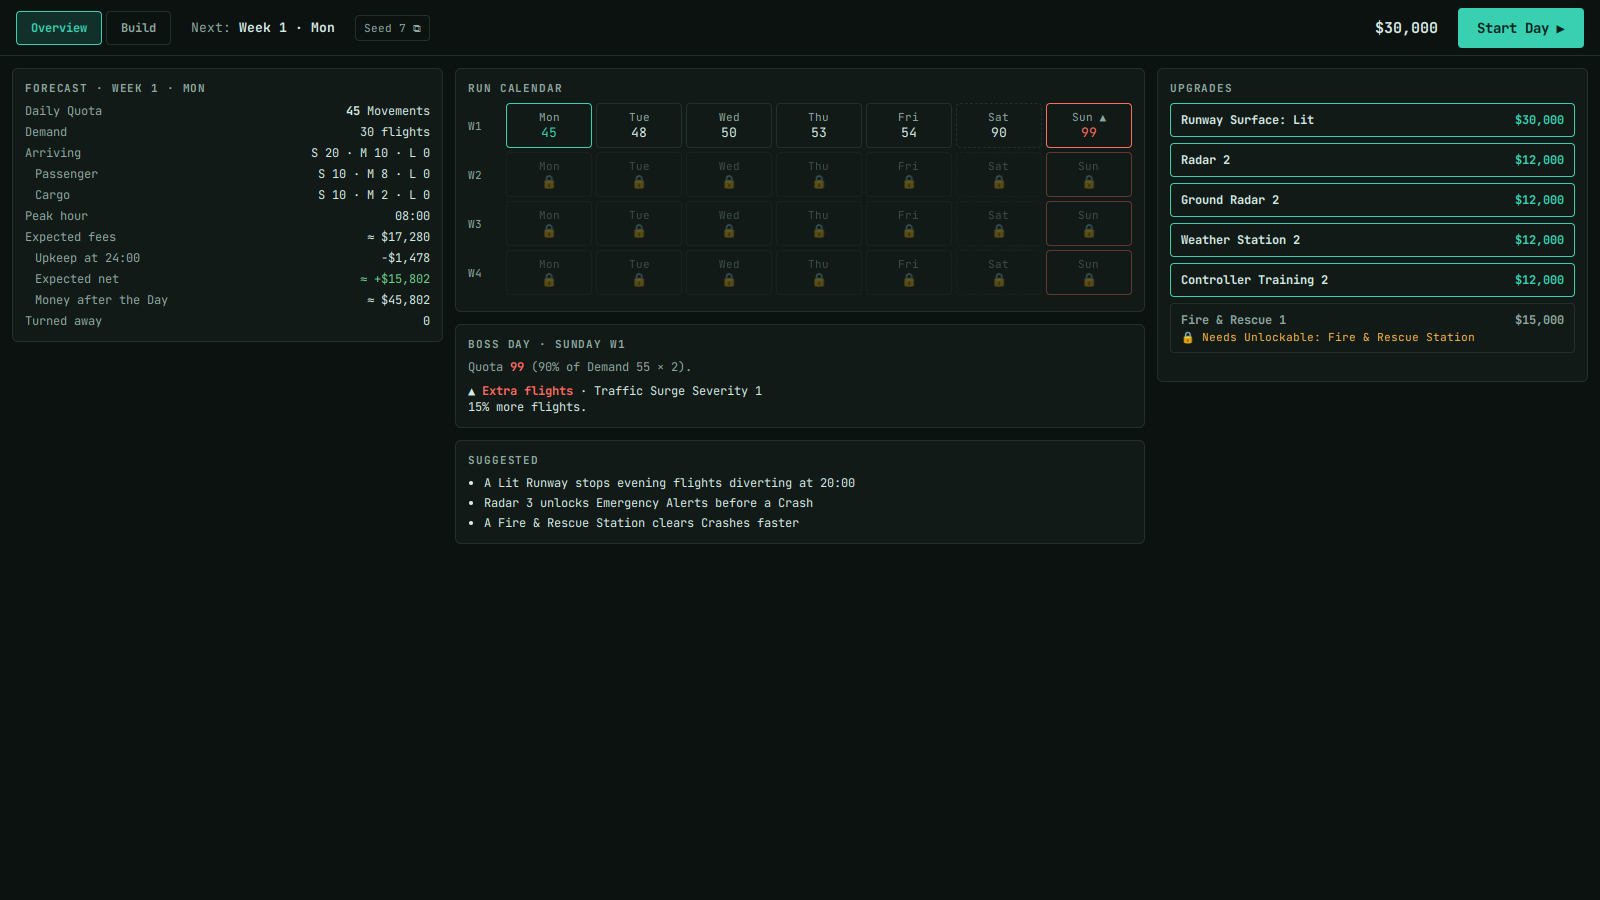 Overview Build Next: Week 1 · Mon Seed 7 ⧉ $30,000 Start Day ▶
FORECAST · WEEK 1 · MON
Daily Quota 45 Movements
Demand 30 flights
Arriving S 20 · M 10 · L 0
Passenger S 10 · M 8 · L 0
Cargo S 10 · M 2 · L 0
Peak hour 08:00
Expected fees ≈ $17,280
Upkeep at 24:00 -$1,478
Expected net ≈ +$15,802
Money after the Day ≈ $45,802
Turned away 0
RUN CALENDAR
Mon Tue Wed Thu Fri Sat Sun ▲
W1 45 48 50 53 54 90 99
Mon Tue Wed Thu Fri Sat Sun
W2
Mon Tue Wed Thu Fri Sat Sun
W3
Mon Tue Wed Thu Fri Sat Sun
W4
BOSS DAY · SUNDAY W1
Quota 99 (90% of Demand 55 × 2).
▲ Extra flights · Traffic Surge Severity 1
15% more flights.
SUGGESTED
• A Lit Runway stops evening flights diverting at 20:00
• Radar 3 unlocks Emergency Alerts before a Crash
• A Fire & Rescue Station clears Crashes faster
UPGRADES
Runway Surface: Lit $30,000
Radar 2 $12,000
Ground Radar 2 $12,000
Weather Station 2 $12,000
Controller Training 2 $12,000
Fire & Rescue 1 $15,000
🔒 Needs Unlockable: Fire & Rescue Station